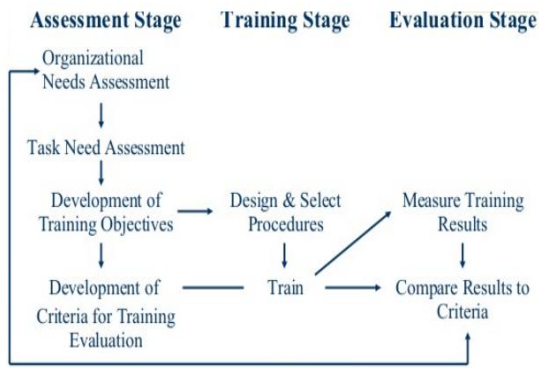 Assessment Stage Training Stage Evaluation Stage
Organizational
Needs Assessment
Task Need Assessment
Development of
Training Objectives
Design & Select
Procedures
Measure Training
Results
Development of
Criteria for Training
Evaluation
Train
Compare Results to
Criteria